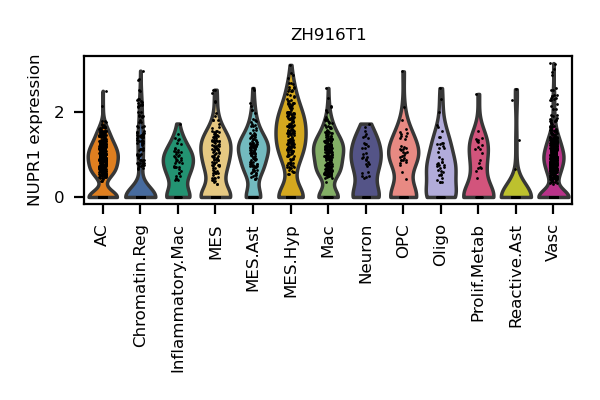 ZH916T1
NUPR1 expression
2
0
AC
Chromatin.Reg
Inflammatory.Mac
MES
MES.Ast
MES.Hyp
Mac
Neuron
OPC
Oligo
Prolif.Metab
Reactive.Ast
Vasc